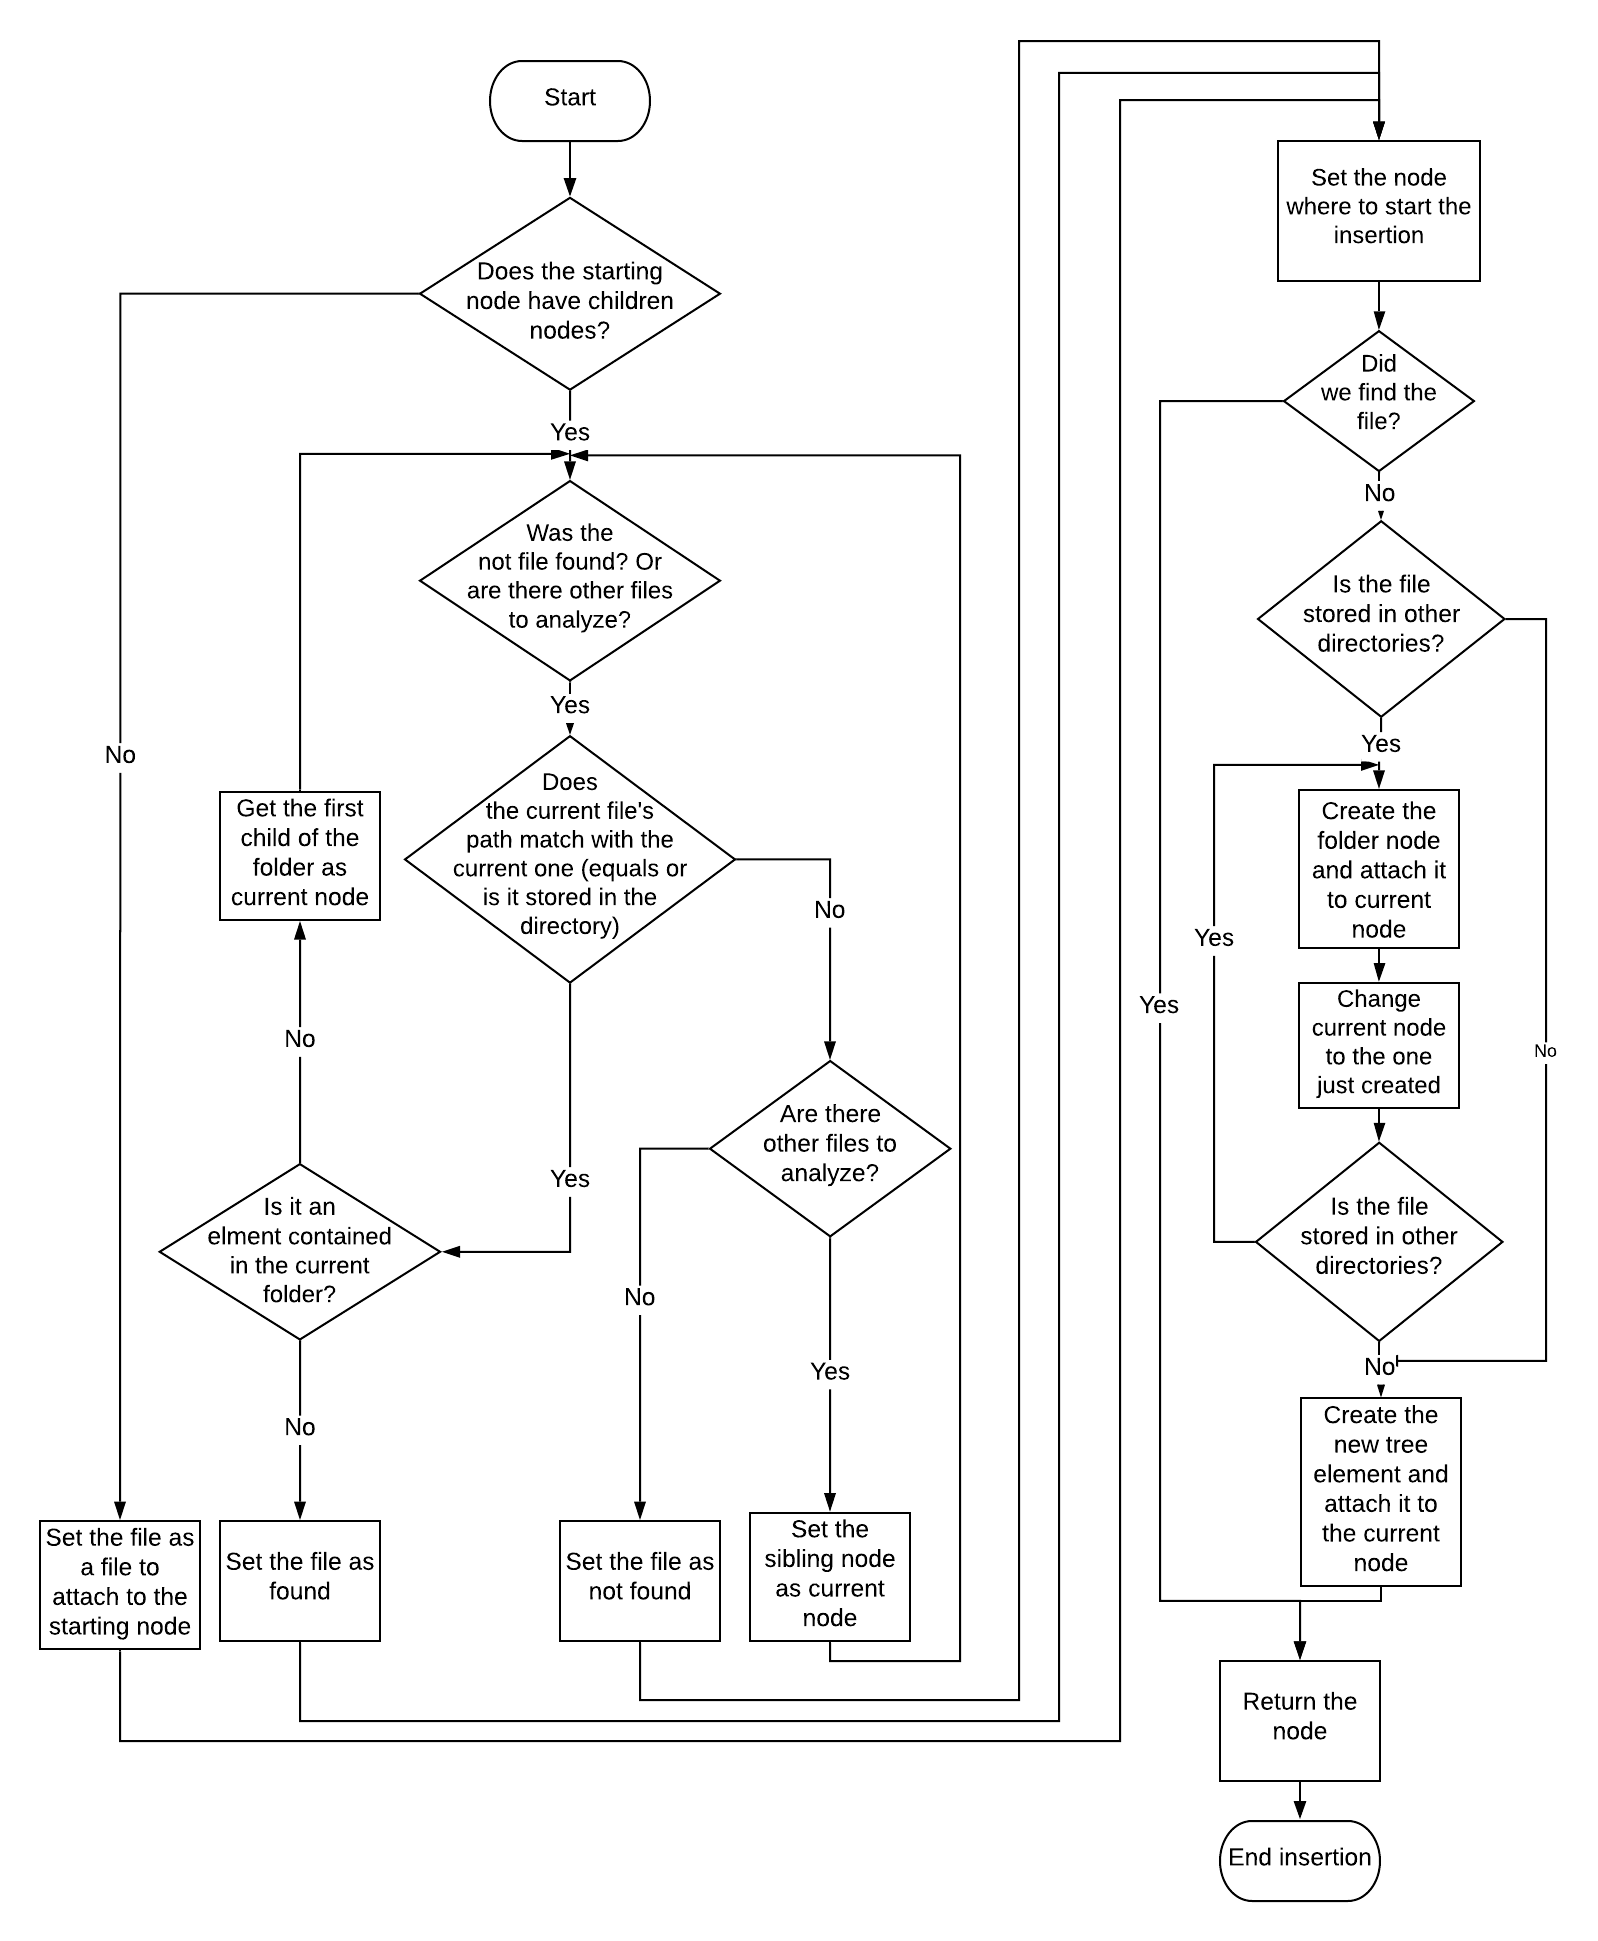 Start
Does the starting
node have children
nodes?
Yes
Was the
not file found? Or
are there other files
to analyze?
Yes
No
Does
the current file's
path match with the
current one (equals or
is it stored in the
directory)
Get the first
child of the
folder as
current node
No
No
Are there
other files to
analyze?
Yes
Is it an
elment contained
in the current
folder?
No
Yes
No
Set the file as
a file to
attach to the
starting node
Set the file as
found
Set the file as
not found
Set the
sibling node
as current
node
Set the node
where to start the
insertion
Did
we find the
file?
No
Is the file
stored in other
directories?
Yes
Create the
folder node
and attach it
to current
node
Yes
Yes
Change
current node
to the one
just created
No
Is the file
stored in other
directories?
No
Create the
new tree
element and
attach it to
the current
node
Return the
node
End insertion